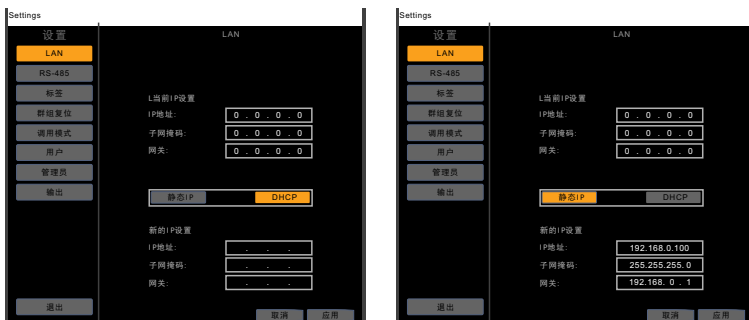 Settings
设置
LAN
LAN
RS-485
标签
L当前IP设置
群组复位
IP地址:
0 . 0 . 0 . 0
调用模式
子网掩码:
0 . 0 . 0 . 0
用户
网关:
0 . 0 . 0 . 0
管理员
输出
静态IP
DHCP
新的IP设置
IP地址:
. . .
子网掩码:
. . .
网关:
. . .
退出
取消
应用
Settings
设置
LAN
LAN
RS-485
标签
L当前IP设置
群组复位
IP地址:
0 . 0 . 0 . 0
调用模式
子网掩码:
0 . 0 . 0 . 0
用户
网关:
0 . 0 . 0 . 0
管理员
输出
静态IP
DHCP
新的IP设置
IP地址:
192.168.0.100
子网掩码:
255.255.255. 0
网关:
192.168. 0 . 1
退出
取消
应用